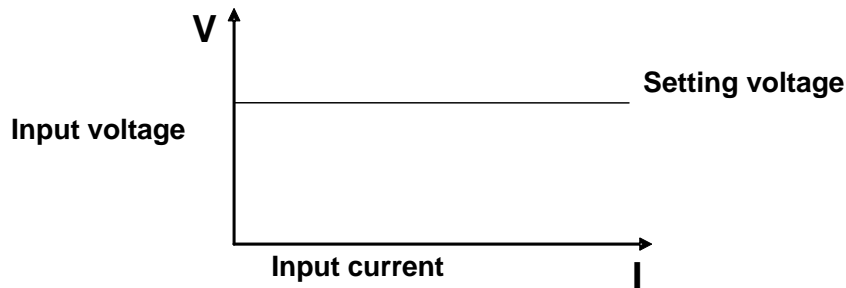 V
Setting voltage
Input voltage
Input current
I